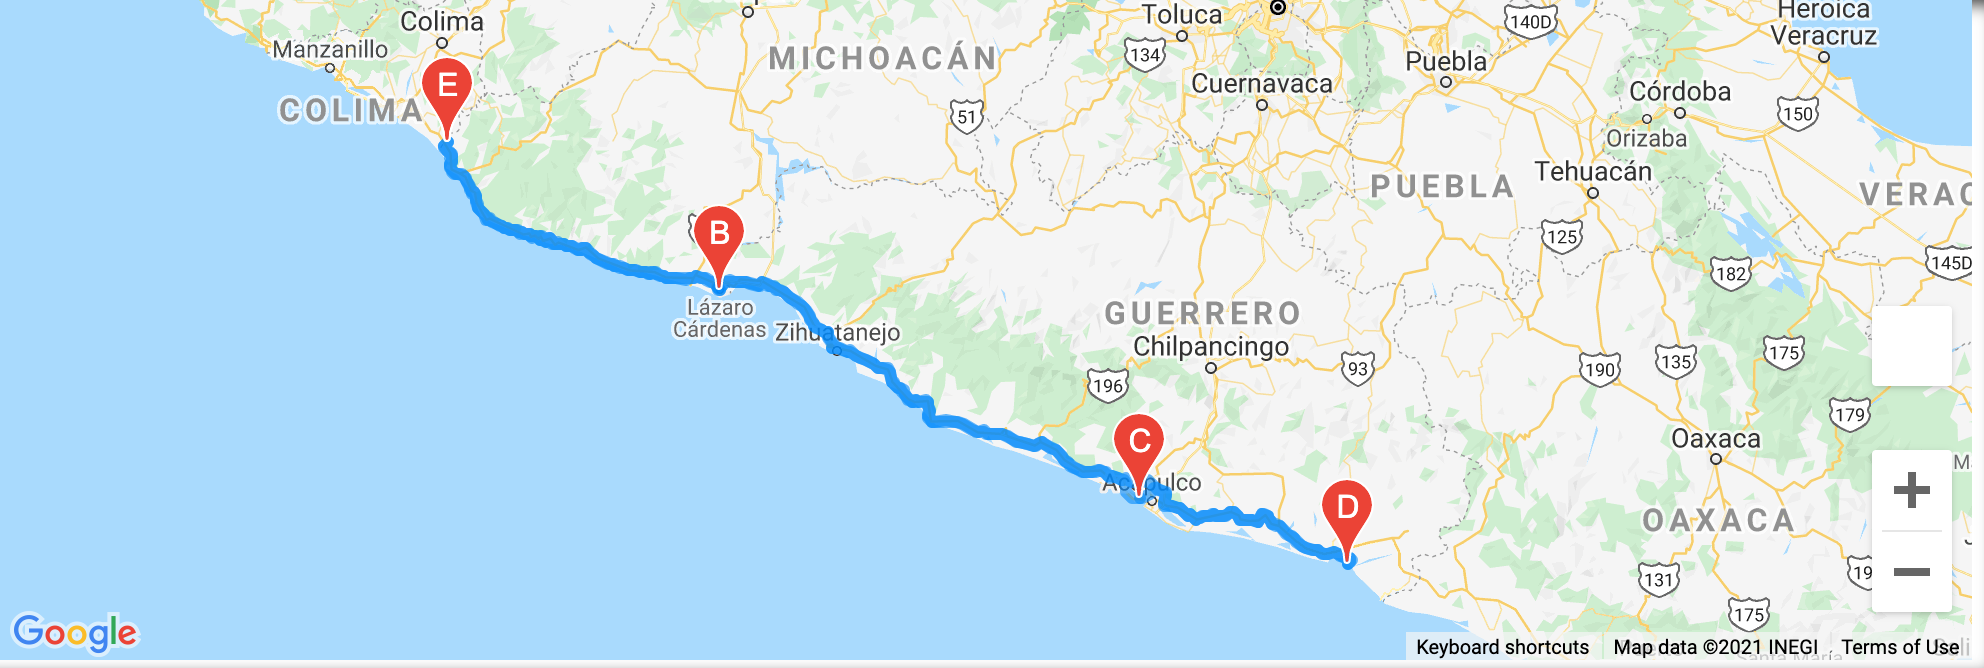 Heroica
Veracruz
Toluca
140D
Colima
Manzanillo
MICHOACÁN
134
Puebla
E
Cuernavaca
Córdoba
COLIMA
51
150
Orizaba
Tehuacán
PUEBLA
VERAC
B
125
182
145D
Lázaro
Cárdenas
GUERRERO
Zihuatanejo
Chilpancingo
93
190
135
175
196
179
C
Oaxaca
Acapulco
D
OAXACA
131
19
175
Google
Keyboard shortcuts
Map data ©2021 INEGI
Terms of Use